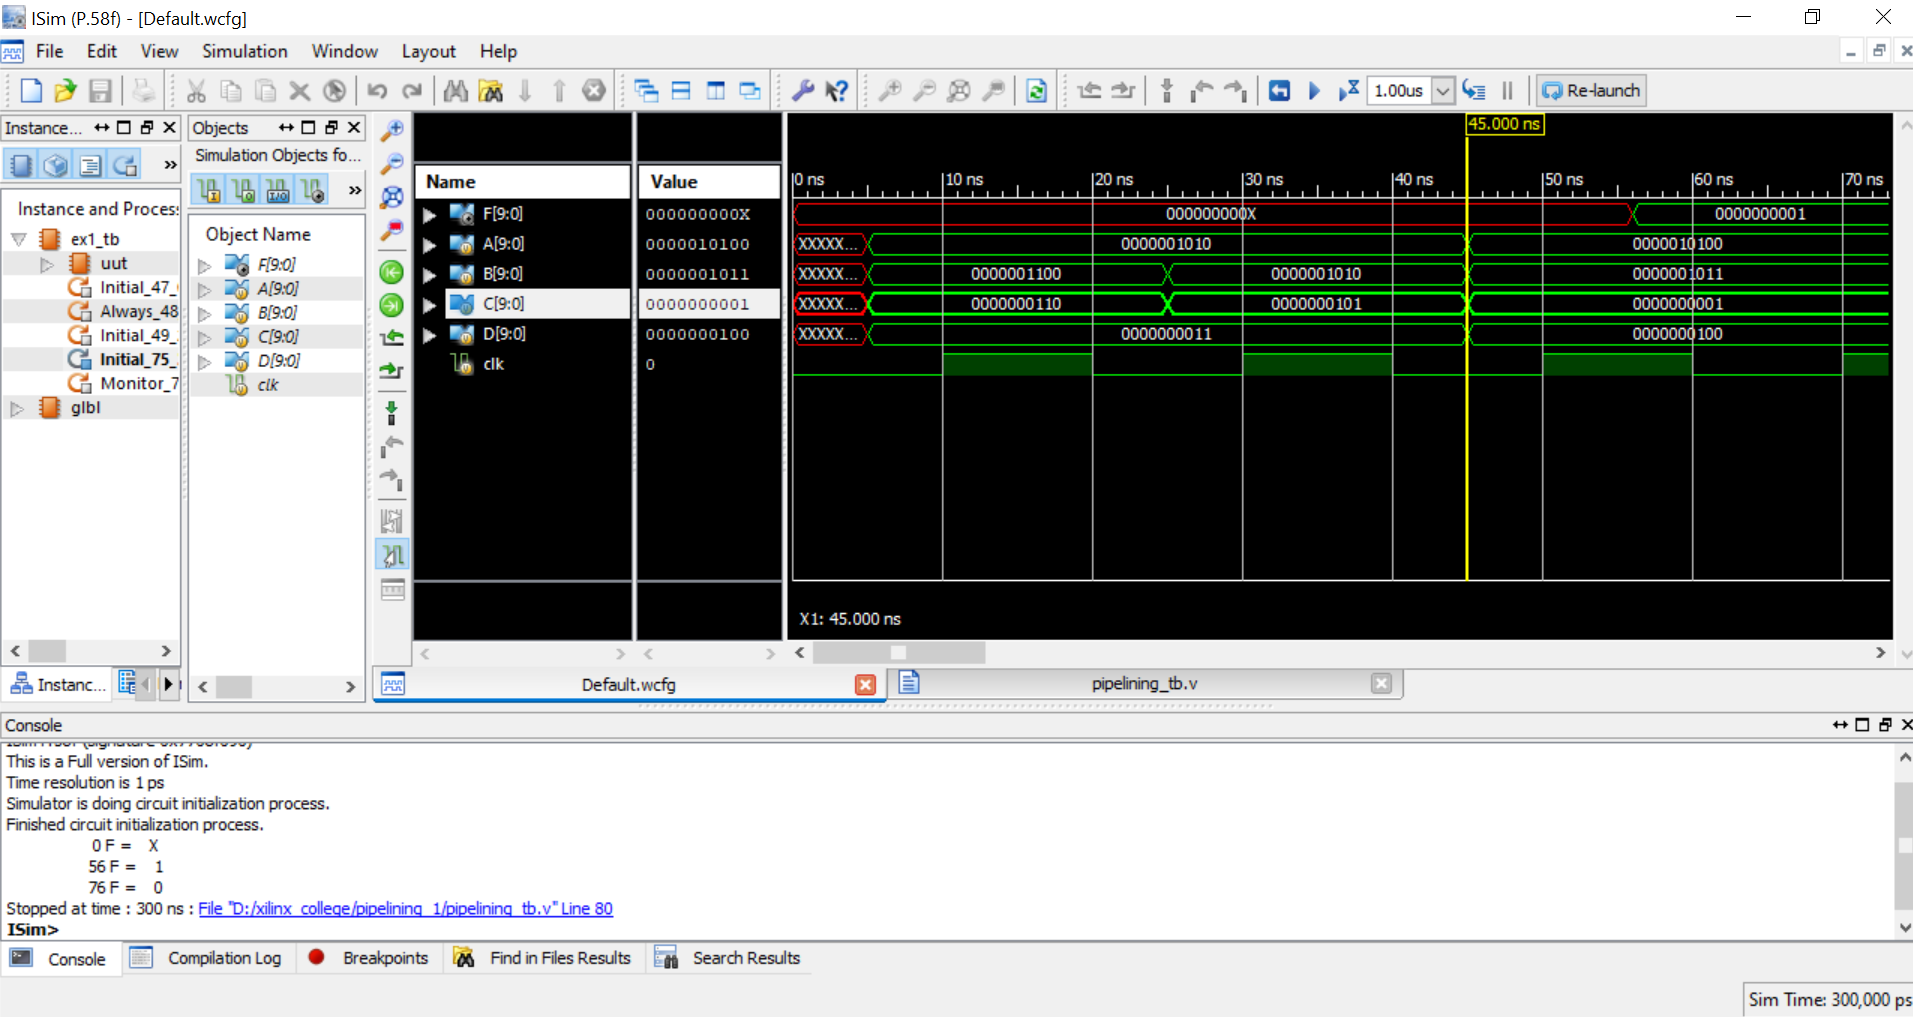 ISim (P.58f) - [Default.wcfg]
File Edit View Simulation Window Layout Help
1.00us Re-launch
Instance...
Instance and Process
ex1_tb
uut
Initial_47_
Always_48
Initial_49_
Initial_75_
Monitor_7
glbl
Instanc...
Objects
Simulation Objects fo...
Object Name
F[9:0]
A[9:0]
B[9:0]
C[9:0]
D[9:0]
clk
Name Value
F[9:0] 000000000X
A[9:0] 0000010100
B[9:0] 0000001011
C[9:0] 0000000001
D[9:0] 0000000100
clk 0
45.000 ns
0 ns 10 ns 20 ns 30 ns 40 ns 50 ns 60 ns 70 ns
000000000X 0000000001
XXXXX... 0000001010 0000010100
XXXXX... 0000001100 0000001010 0000001011
XXXXX... 0000000110 0000000101 0000000001
XXXXX... 0000000011 0000000100
X1: 45.000 ns
Default.wcfg pipelining_tb.v
Console
This is a Full version of ISim.
Time resolution is 1 ps
Simulator is doing circuit initialization process.
Finished circuit initialization process.
0 F = X
56 F = 1
76 F = 0
Stopped at time : 300 ns : File "D:/xilinx_college/pipelining_1/pipelining_tb.v" Line 80
ISim>
Console Compilation Log Breakpoints Find in Files Results Search Results
Sim Time: 300,000 ps